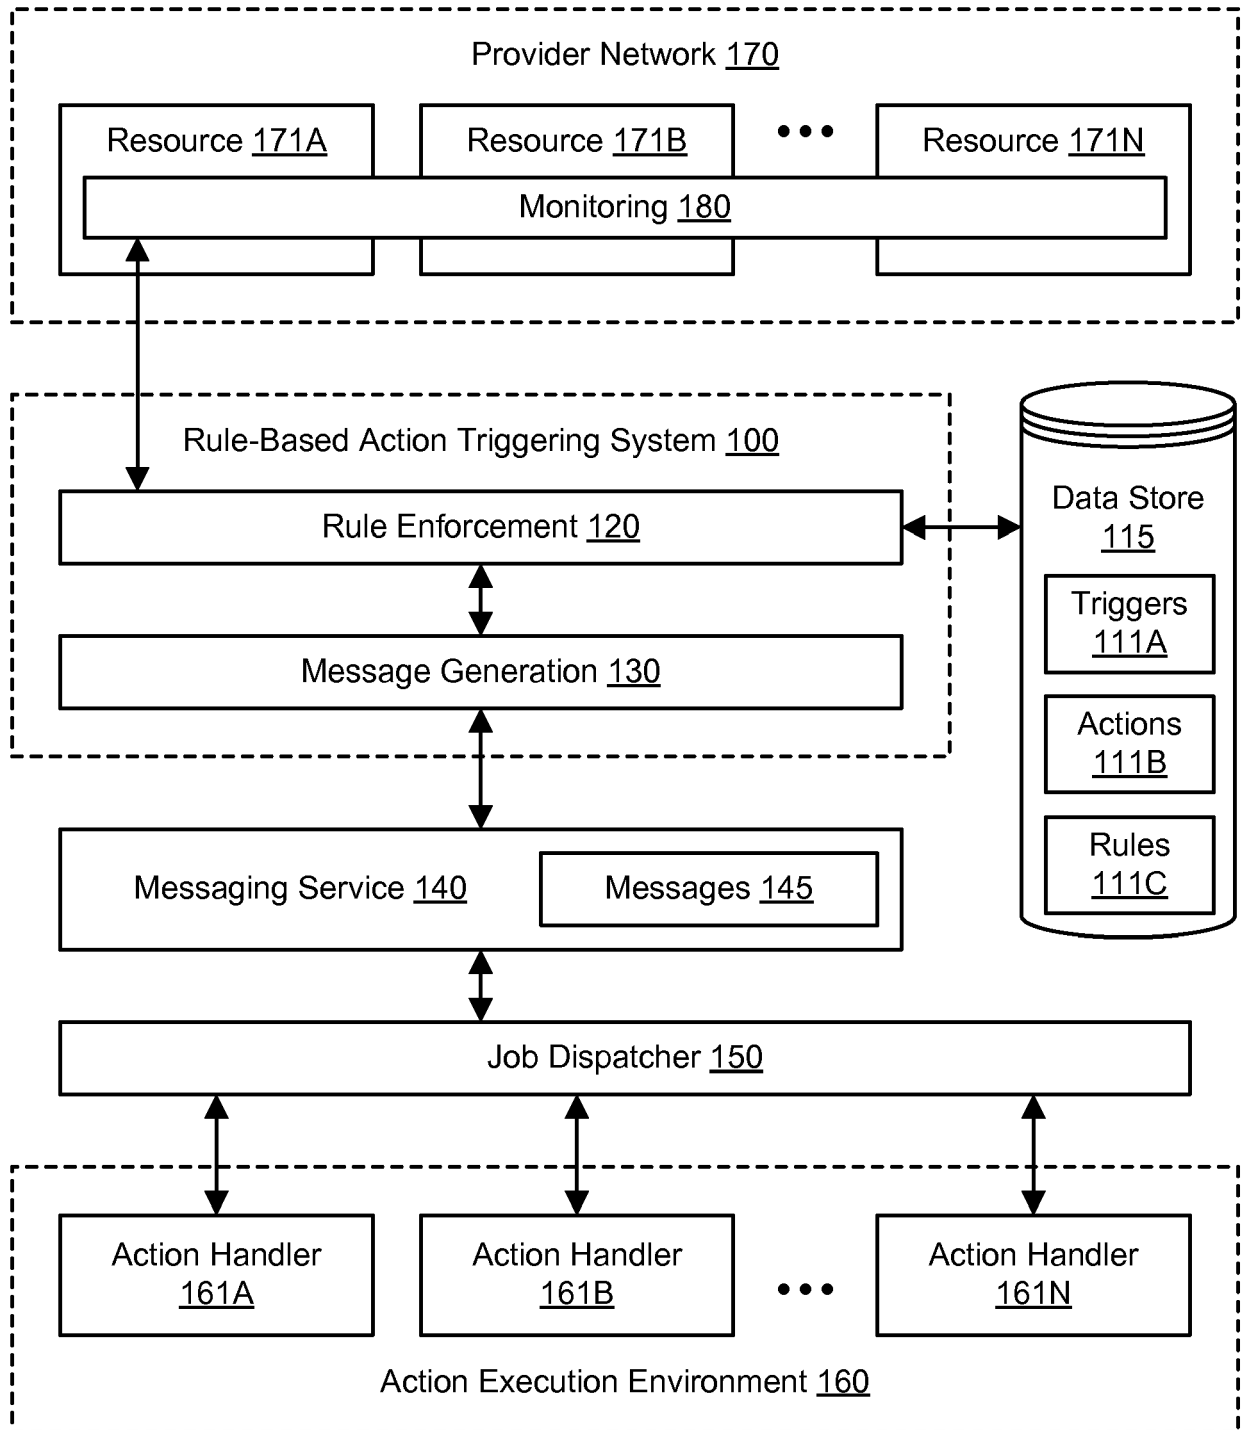 Provider Network 170
Resource 171A
Resource 171B
Resource 171N
Monitoring 180
Rule-Based Action Triggering System 100
Rule Enforcement 120
Message Generation 130
Data Store
115
Triggers
111A
Actions
111B
Rules
111C
Messaging Service 140
Messages 145
Job Dispatcher 150
Action Handler
161A
Action Handler
161B
Action Handler
161N
Action Execution Environment 160